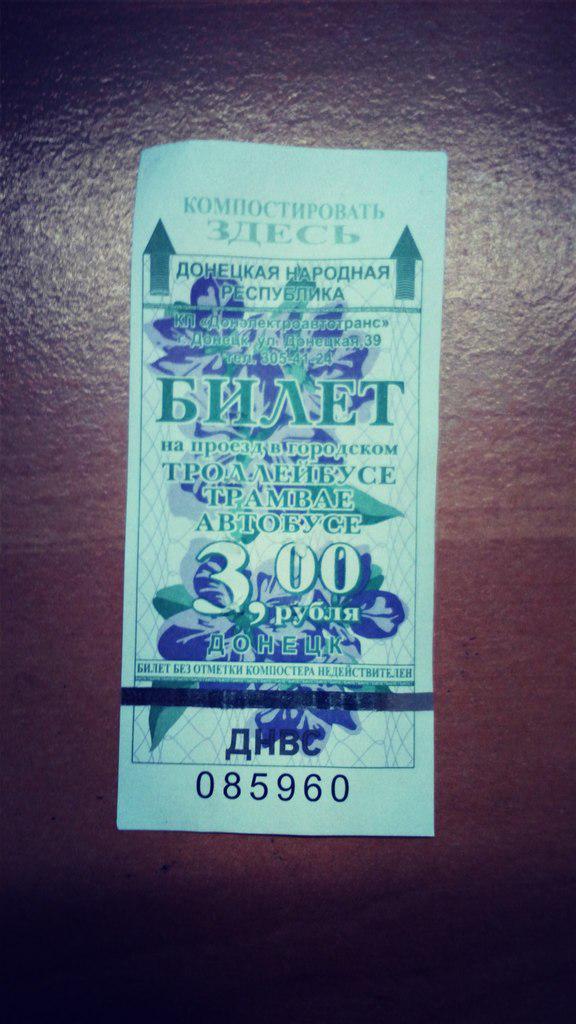 КОМПОСТИРОВАТЬ
ЗДЕСЬ
ДОНЕЦКАЯ НАРОДНАЯ
РЕСПУБЛИКА
КП «Донэлектроавтотранс»
г. Донецк, ул. Донецкая, 39
тел. 305-41-24
БИЛЕТ
на проезд в городском
ТРОЛЛЕЙБУСЕ
ТРАМВАЕ
АВТОБУСЕ
3,00
рубля
ДОНЕЦК
БИЛЕТ БЕЗ ОТМЕТКИ КОМПОСТЕРА НЕДЕЙСТВИТЕЛЕН
ДНВС
085960